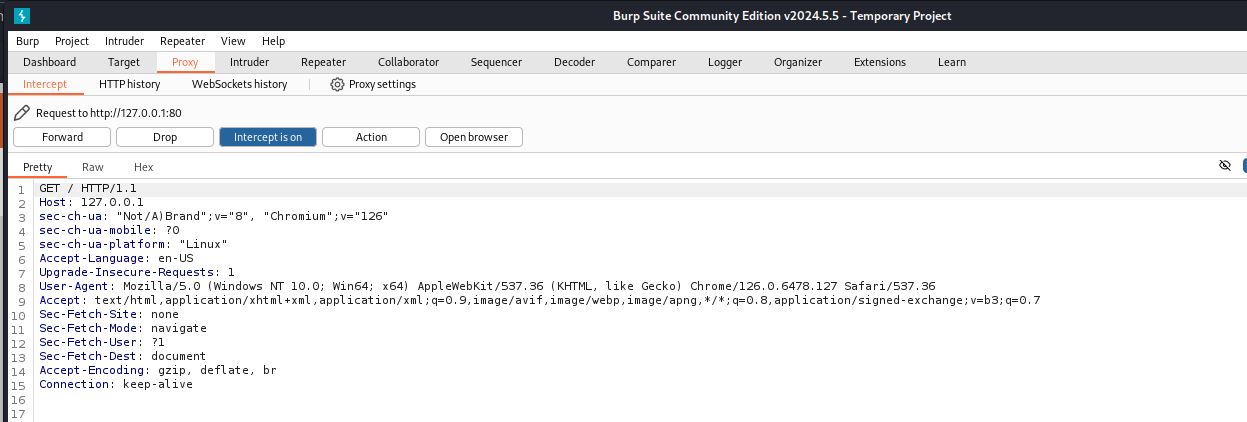 Burp Suite Community Edition v2024.5.5 - Temporary Project
Burp Project Intruder Repeater View Help
Dashboard Target Proxy Intruder Repeater Collaborator Sequencer Decoder Comparer Logger Organizer Extensions Learn
Intercept HTTP history WebSockets history Proxy settings
Request to http://127.0.0.1:80
Forward Drop Intercept is on Action Open browser
Pretty Raw Hex
1 GET / HTTP/1.1
2 Host: 127.0.0.1
3 sec-ch-ua: "Not/A)Brand";v="8", "Chromium";v="126"
4 sec-ch-ua-mobile: ?0
5 sec-ch-ua-platform: "Linux"
6 Accept-Language: en-US
7 Upgrade-Insecure-Requests: 1
8 User-Agent: Mozilla/5.0 (Windows NT 10.0; Win64; x64) AppleWebKit/537.36 (KHTML, like Gecko) Chrome/126.0.6478.127 Safari/537.36
9 Accept: text/html,application/xhtml+xml,application/xml;q=0.9,image/avif,image/webp,image/apng,*/*;q=0.8,application/signed-exchange;v=b3;q=0.7
10 Sec-Fetch-Site: none
11 Sec-Fetch-Mode: navigate
12 Sec-Fetch-User: ?1
13 Sec-Fetch-Dest: document
14 Accept-Encoding: gzip, deflate, br
15 Connection: keep-alive
16
17